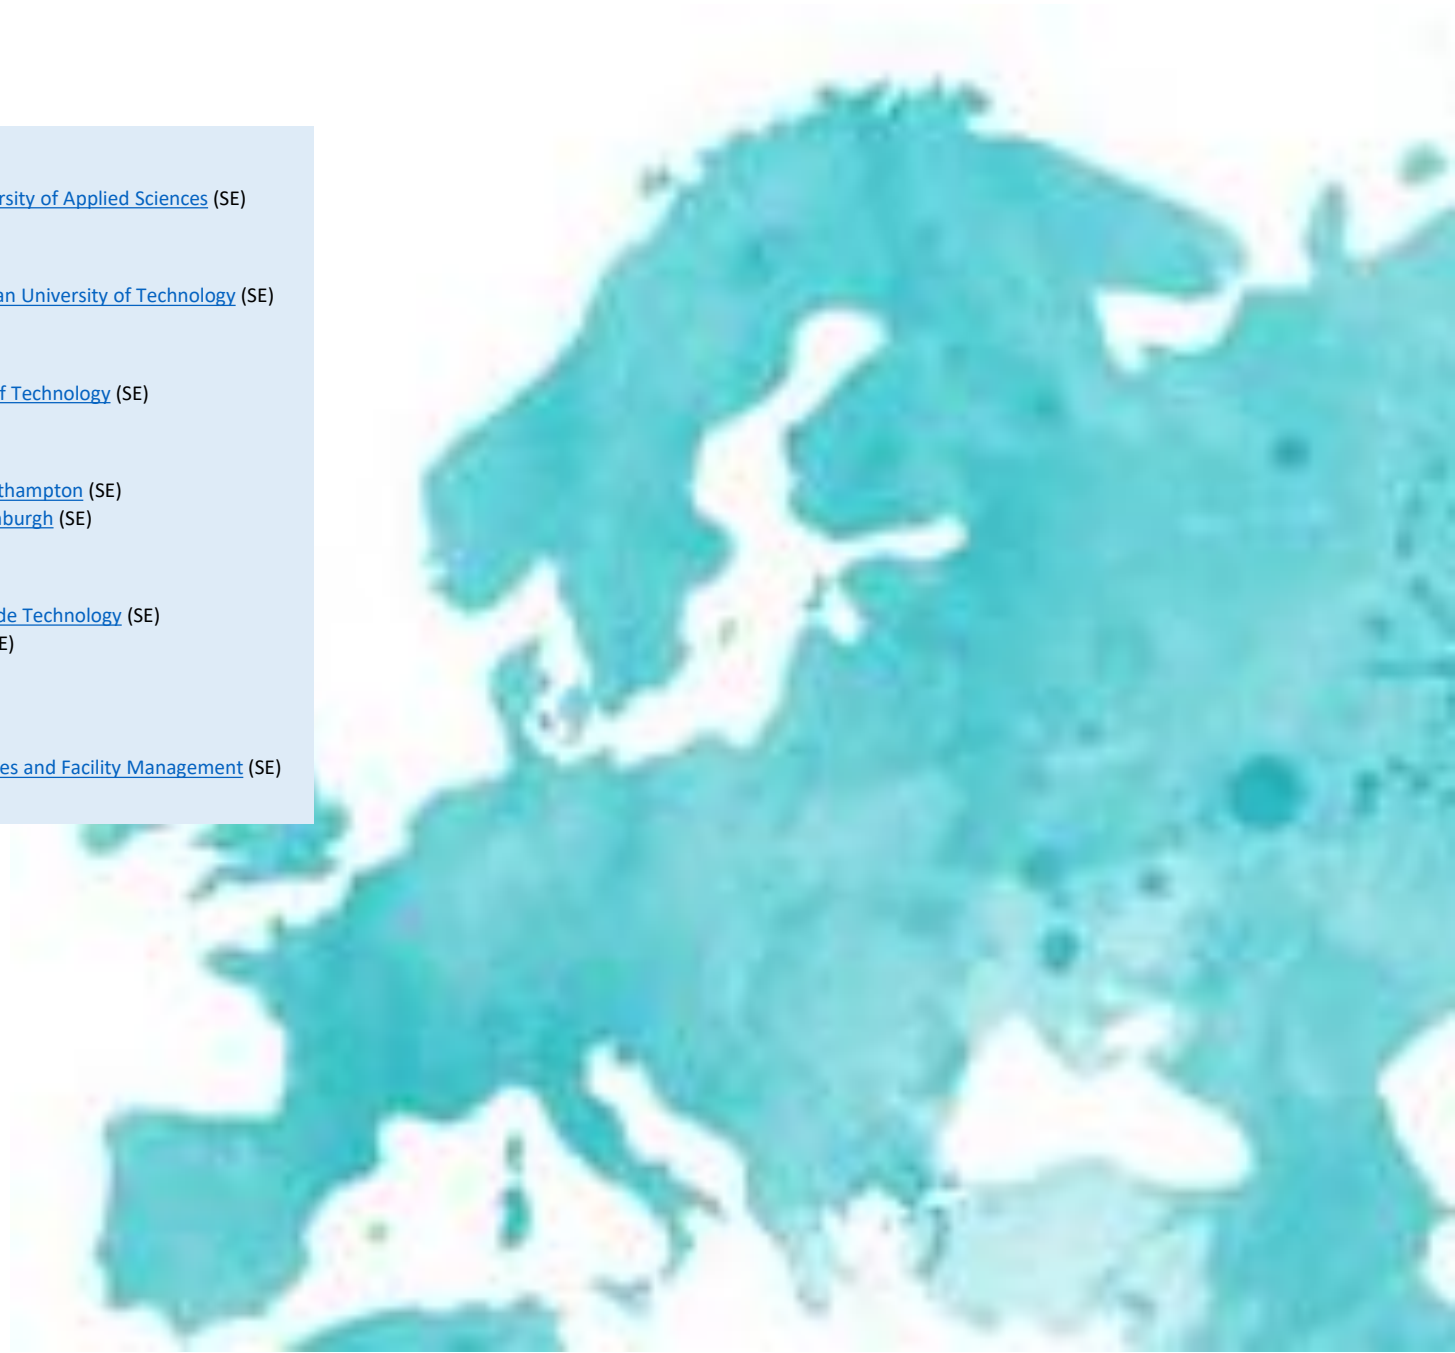 rsity of Applied Sciences (SE)
an University of Technology (SE)
f Technology (SE)
thampton (SE)
burgh (SE)
de Technology (SE)
E)
es and Facility Management (SE)